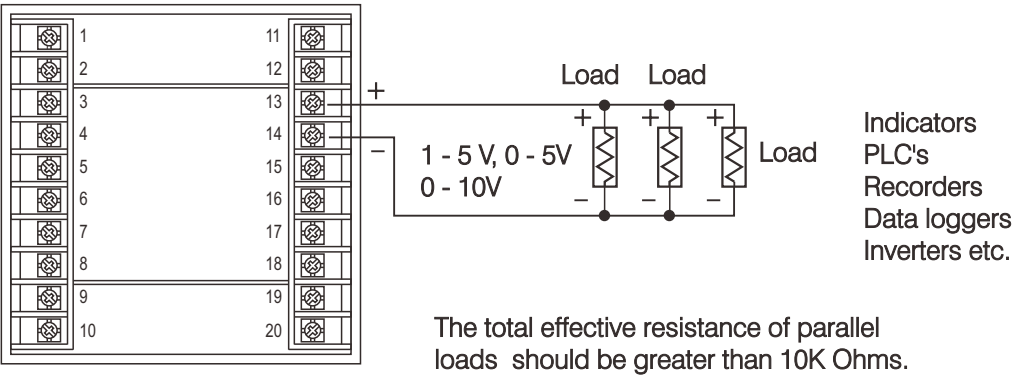 1 11
2 12
3 13
4 14
5 15
6 16
7 17
8 18
9 19
10 20
+
−
Load Load
+ + +
Load
− − −
1 - 5 V, 0 - 5V
0 - 10V
Indicators
PLC's
Recorders
Data loggers
Inverters etc.
The total effective resistance of parallel
loads should be greater than 10K Ohms.